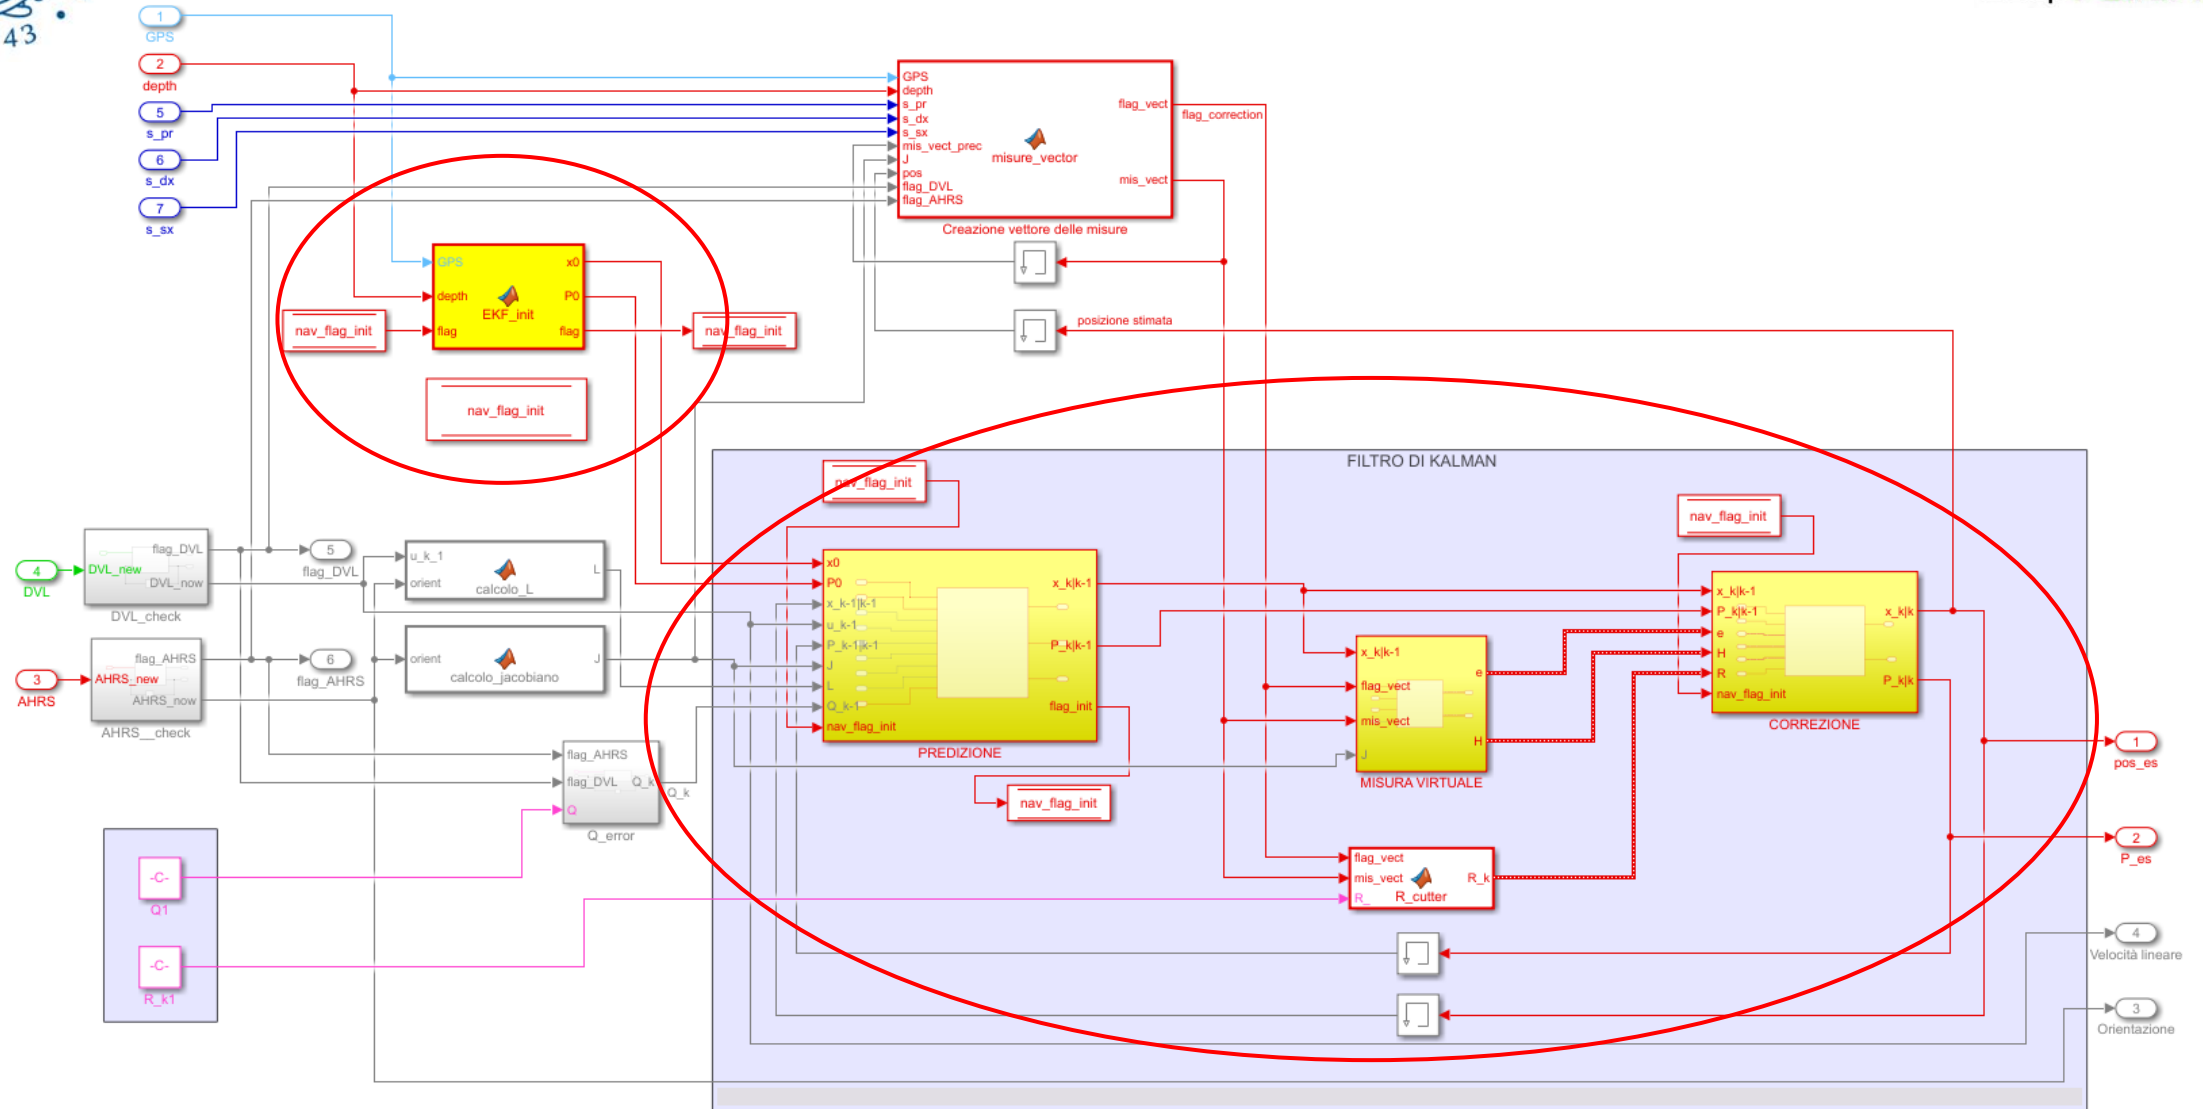 43
1
GPS
2
depth
5
s_pr
6
s_dx
7
s_sx
GPS
depth
s_pr
s_dx
s_sx
mis_vect_prec
J
pos
flag_DVL
flag_AHRS
misure_vector
flag_vect
mis_vect
flag_correction
Creazione vettore delle misure
posizione stimata
GPS
depth
flag
EKF_init
x0
P0
flag
nav_flag_init
nav_flag_init
nav_flag_init
FILTRO DI KALMAN
nav_flag_init
nav_flag_init
4
DVL
DVL_new
flag_DVL
DVL_now
DVL_check
5
flag_DVL
3
AHRS
AHRS_new
flag_AHRS
AHRS_now
AHRS__check
6
flag_AHRS
u_k_1
orient
calcolo_L
L
orient
calcolo_jacobiano
J
flag_AHRS
flag_DVL
Q
Q_k
Q_k
Q_error
-C-
Q1
-C-
R_k1
x0
P0
x_k-1|k-1
u_k-1
P_k-1|k-1
J
L
Q_k-1
nav_flag_init
x_k|k-1
P_k|k-1
flag_init
PREDIZIONE
nav_flag_init
x_k|k-1
flag_vect
mis_vect
J
e
H
MISURA VIRTUALE
flag_vect
mis_vect
R_
R_k
R_cutter
x_k|k-1
P_k|k-1
e
H
R
nav_flag_init
x_k|k
P_k|k
CORREZIONE
1
pos_es
2
P_es
4
Velocità lineare
3
Orientazione